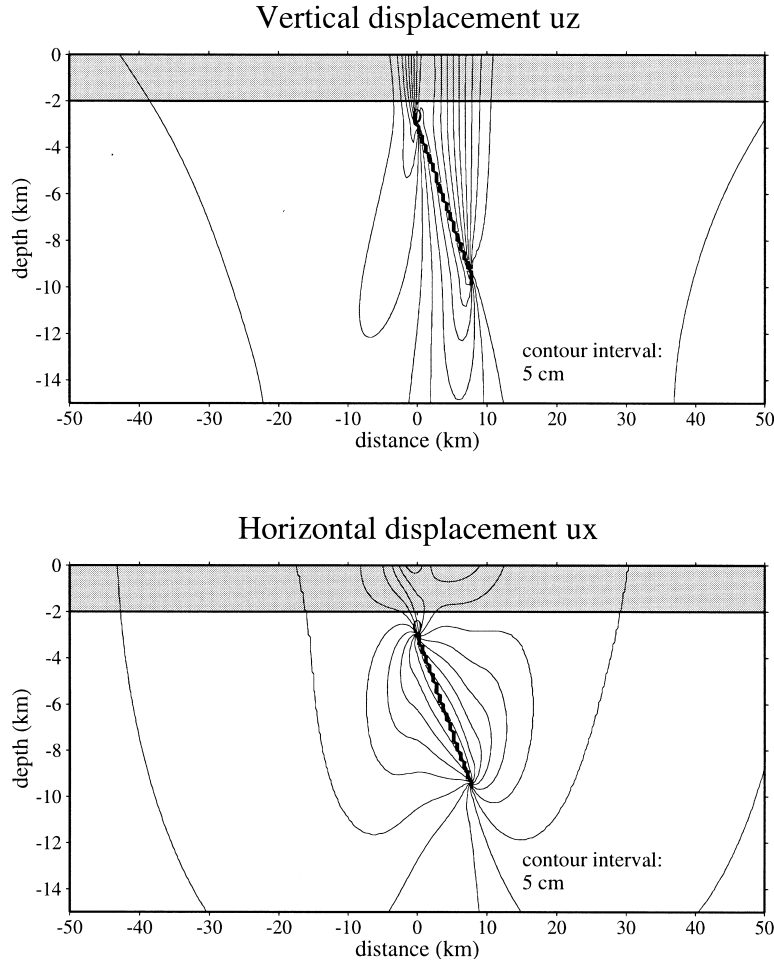 Vertical displacement uz
0
-2
-4
-6
-8
-10
-12
-14
depth (km)
contour interval:
5 cm
-50 -40 -30 -20 -10 0 10 20 30 40 50
distance (km)
Horizontal displacement ux
0
-2
-4
-6
-8
-10
-12
-14
depth (km)
contour interval:
5 cm
-50 -40 -30 -20 -10 0 10 20 30 40 50
distance (km)